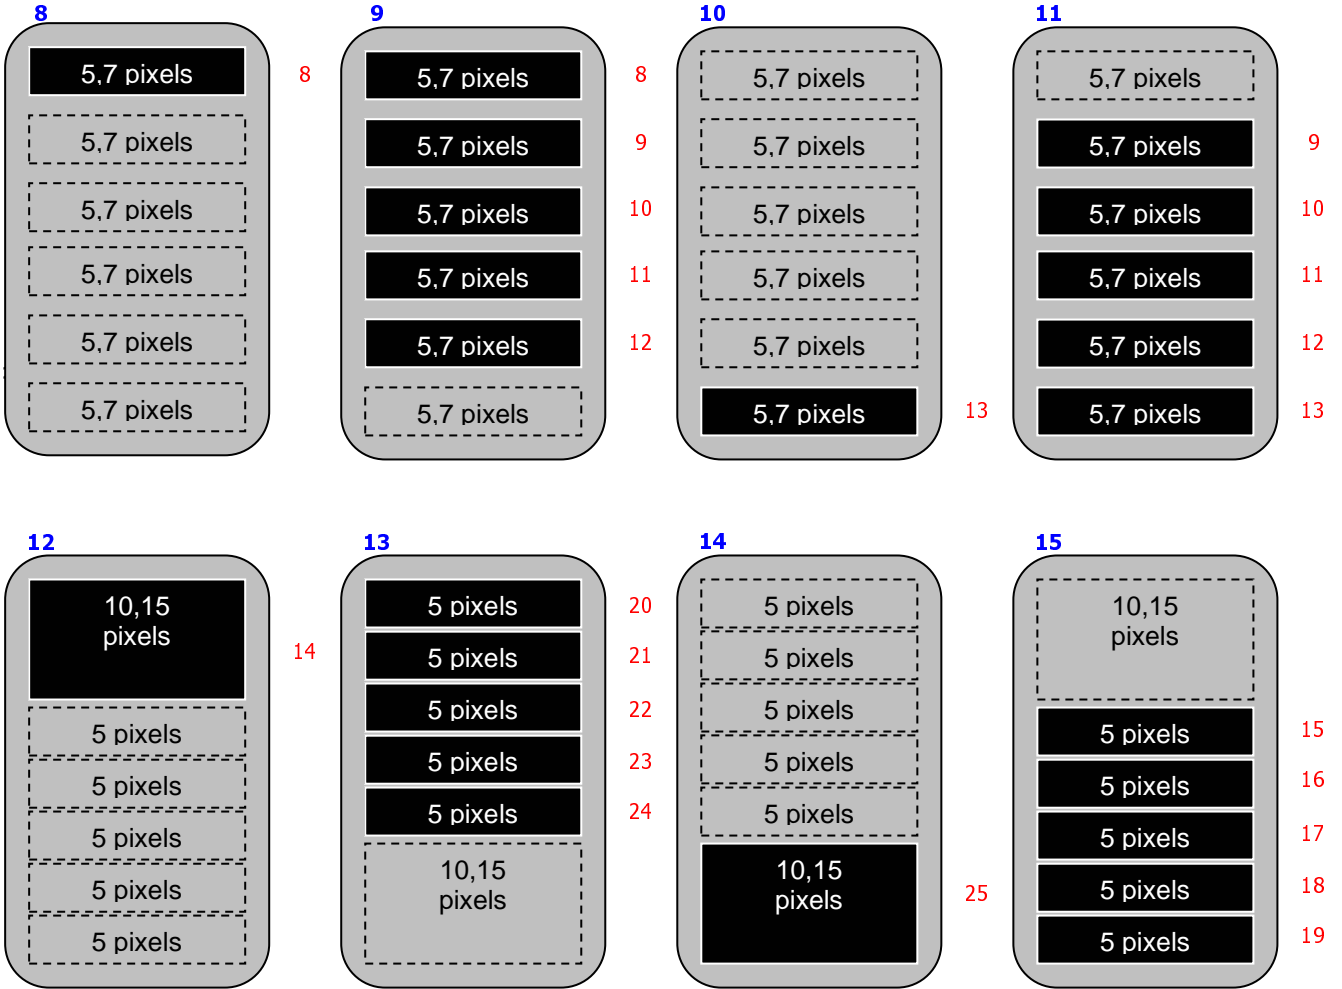 8
5,7 pixels 8
5,7 pixels
5,7 pixels
5,7 pixels
5,7 pixels
5,7 pixels
9
5,7 pixels 8
5,7 pixels 9
5,7 pixels 10
5,7 pixels 11
5,7 pixels 12
5,7 pixels
10
5,7 pixels
5,7 pixels
5,7 pixels
5,7 pixels
5,7 pixels
5,7 pixels 13
11
5,7 pixels
5,7 pixels 9
5,7 pixels 10
5,7 pixels 11
5,7 pixels 12
5,7 pixels 13
12
10,15
pixels
14
5 pixels
5 pixels
5 pixels
5 pixels
5 pixels
13
5 pixels 20
5 pixels 21
5 pixels 22
5 pixels 23
5 pixels 24
10,15
pixels
14
5 pixels
5 pixels
5 pixels
5 pixels
5 pixels
10,15
pixels
25
15
10,15
pixels
5 pixels 15
5 pixels 16
5 pixels 17
5 pixels 18
5 pixels 19